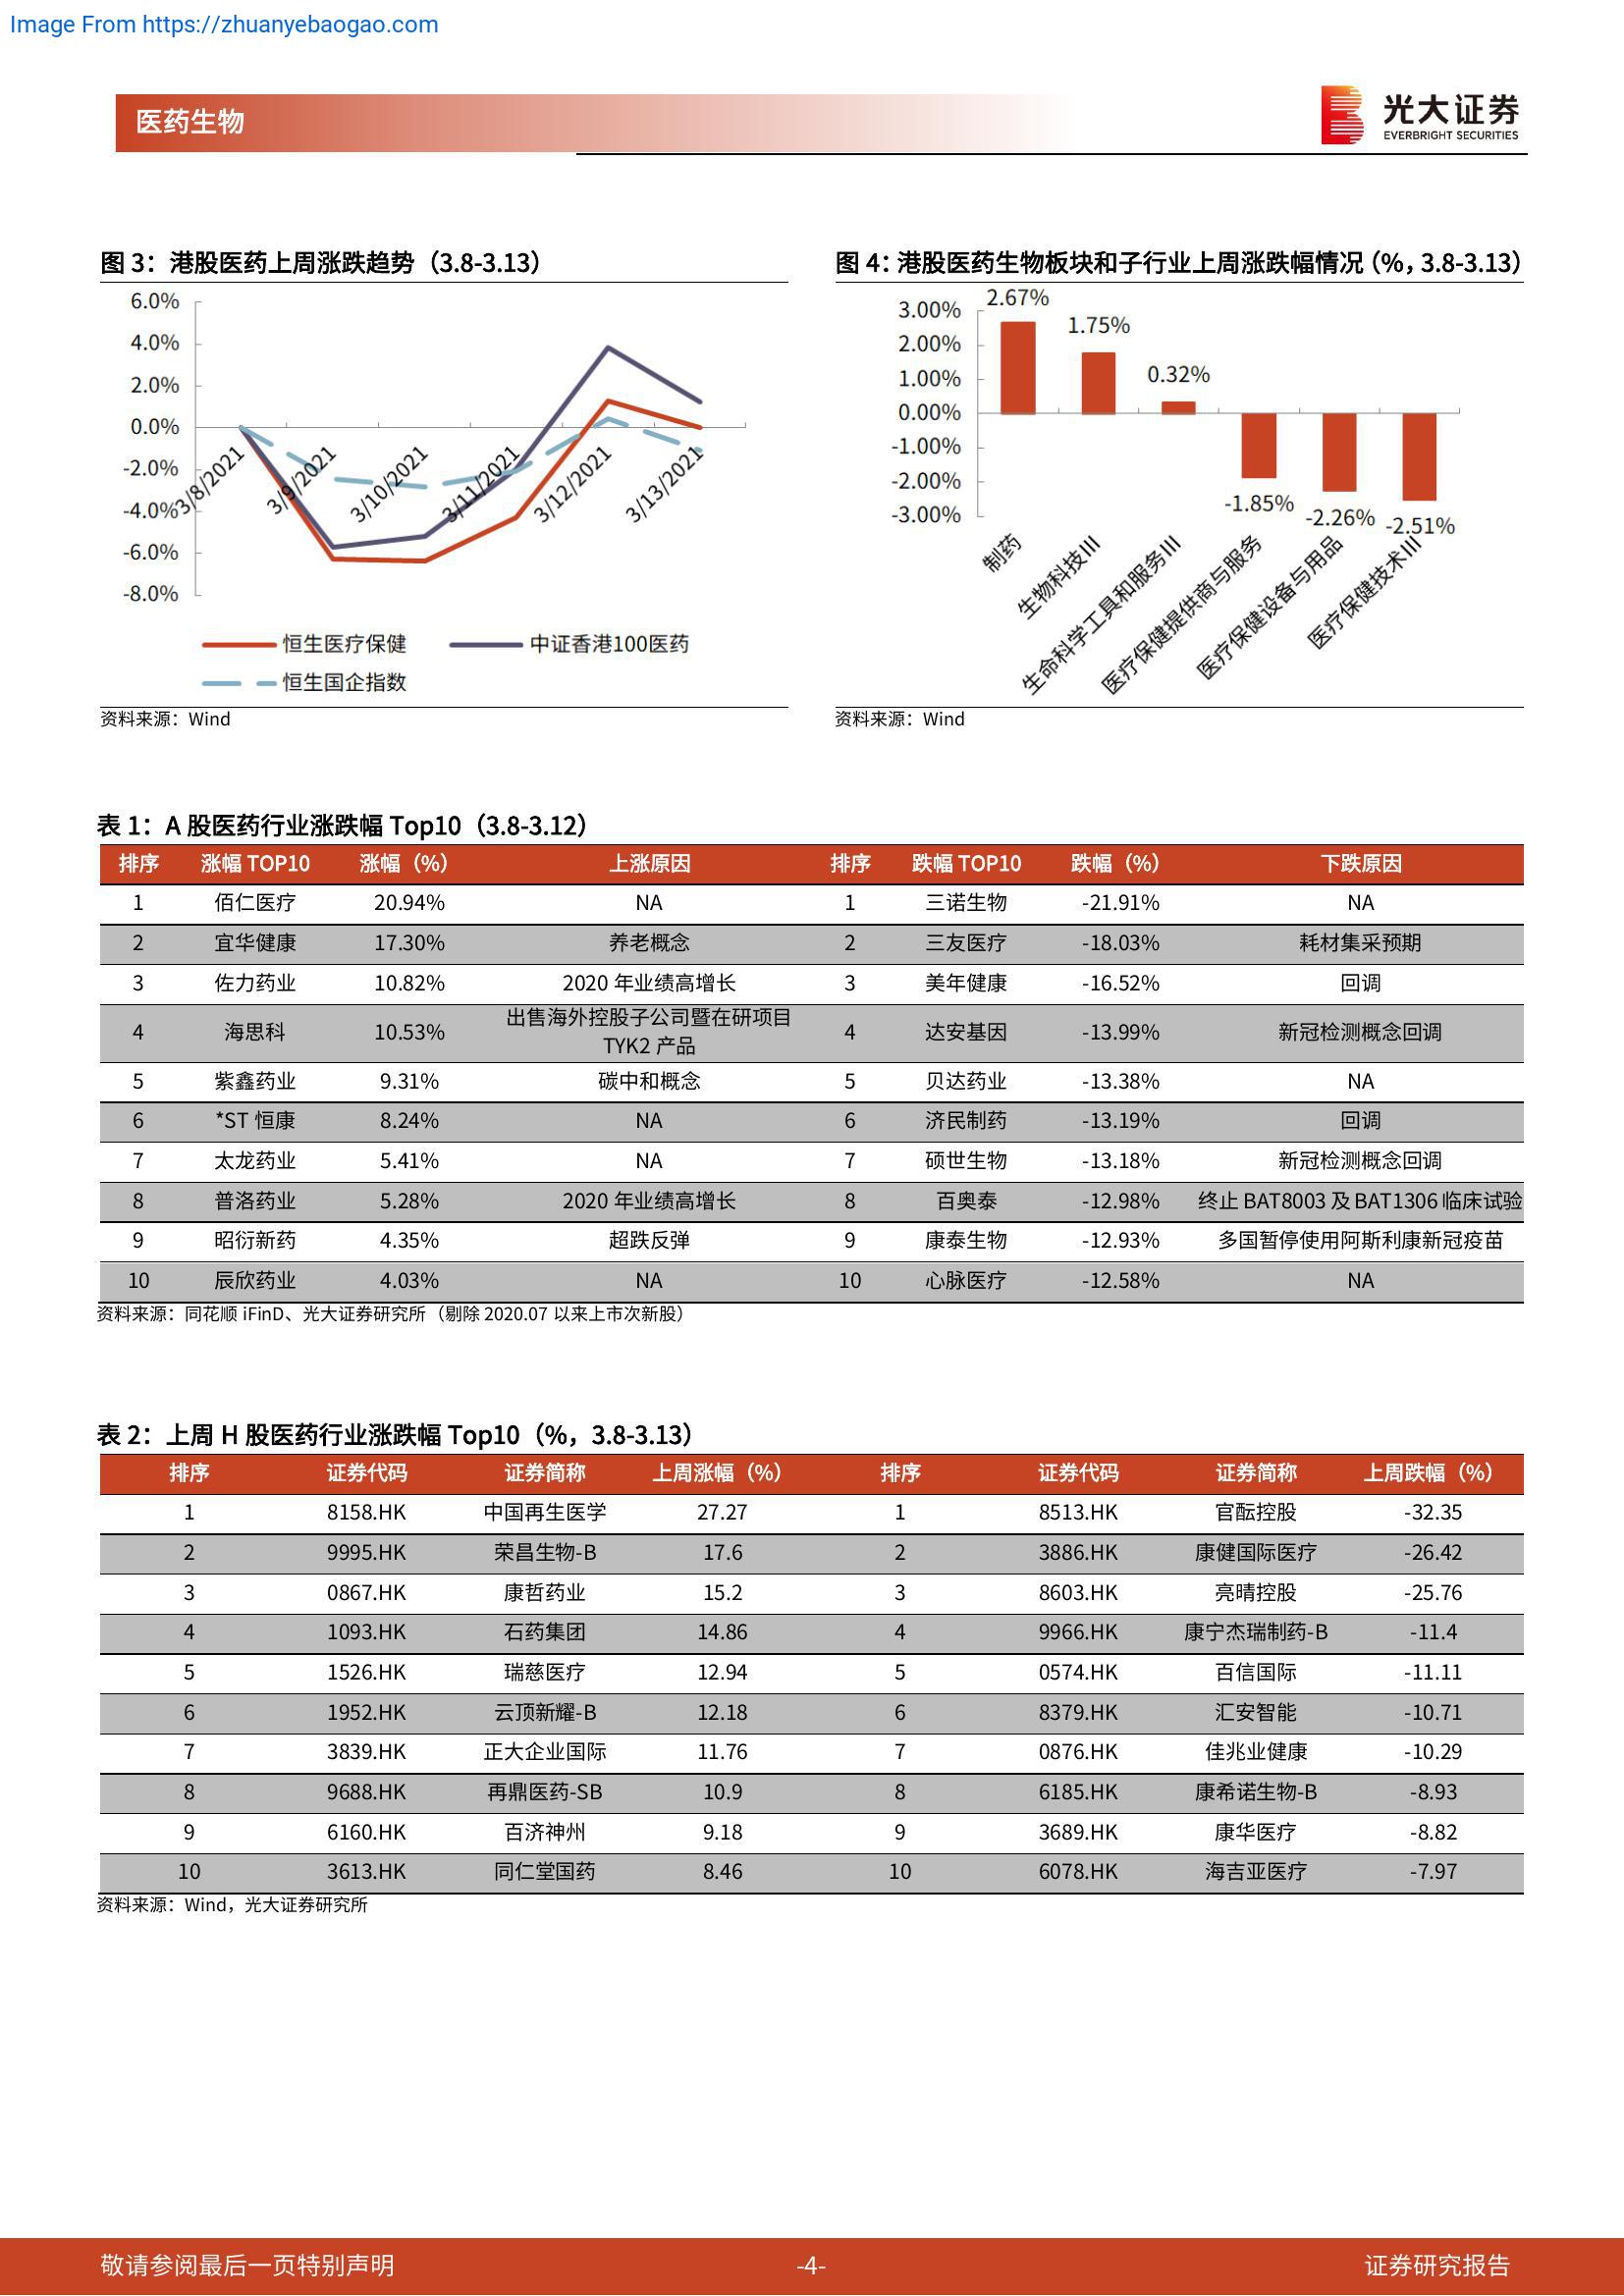 Image From https://zhuanyebaogao.com
医药生物
光大证券
EVERBRIGHT SECURITIES
图 3：港股医药上周涨跌趋势（3.8-3.13）
6.0%
4.0%
2.0%
0.0%
-2.0%
-4.0%
-6.0%
-8.0%
3/8/2021
3/9/2021
3/10/2021
3/11/2021
3/12/2021
3/13/2021
恒生医疗保健
中证香港100医药
恒生国企指数
资料来源：Wind
图 4：港股医药生物板块和子行业上周涨跌幅情况（%，3.8-3.13）
3.00%
2.00%
1.00%
0.00%
-1.00%
-2.00%
-3.00%
2.67%
1.75%
0.32%
-1.85%
-2.26%
-2.51%
制药
生物科技III
生命科学工具和服务III
医疗保健提供商与服务
医疗保健设备与用品
医疗保健技术III
资料来源：Wind
表 1：A 股医药行业涨跌幅 Top10（3.8-3.12）
排序 涨幅 TOP10 涨幅（%） 上涨原因 排序 跌幅 TOP10 跌幅（%） 下跌原因
1 佰仁医疗 20.94% NA 1 三诺生物 -21.91% NA
2 宜华健康 17.30% 养老概念 2 三友医疗 -18.03% 耗材集采预期
3 佐力药业 10.82% 2020 年业绩高增长 3 美年健康 -16.52% 回调
4 海思科 10.53% 出售海外控股子公司暨在研项目 TYK2 产品 4 达安基因 -13.99% 新冠检测概念回调
5 紫鑫药业 9.31% 碳中和概念 5 贝达药业 -13.38% NA
6 *ST 恒康 8.24% NA 6 济民制药 -13.19% 回调
7 太龙药业 5.41% NA 7 硕世生物 -13.18% 新冠检测概念回调
8 普洛药业 5.28% 2020 年业绩高增长 8 百奥泰 -12.98% 终止 BAT8003 及 BAT1306 临床试验
9 昭衍新药 4.35% 超跌反弹 9 康泰生物 -12.93% 多国暂停使用阿斯利康新冠疫苗
10 辰欣药业 4.03% NA 10 心脉医疗 -12.58% NA
资料来源：同花顺 iFinD、光大证券研究所（剔除 2020.07 以来上市次新股）
表 2：上周 H 股医药行业涨跌幅 Top10（%，3.8-3.13）
排序 证券代码 证券简称 上周涨幅（%） 排序 证券代码 证券简称 上周跌幅（%）
1 8158.HK 中国再生医学 27.27 1 8513.HK 官酝控股 -32.35
2 9995.HK 荣昌生物-B 17.6 2 3886.HK 康健国际医疗 -26.42
3 0867.HK 康哲药业 15.2 3 8603.HK 亮晴控股 -25.76
4 1093.HK 石药集团 14.86 4 9966.HK 康宁杰瑞制药-B -11.4
5 1526.HK 瑞慈医疗 12.94 5 0574.HK 百信国际 -11.11
6 1952.HK 云顶新耀-B 12.18 6 8379.HK 汇安智能 -10.71
7 3839.HK 正大企业国际 11.76 7 0876.HK 佳兆业健康 -10.29
8 9688.HK 再鼎医药-SB 10.9 8 6185.HK 康希诺生物-B -8.93
9 6160.HK 百济神州 9.18 9 3689.HK 康华医疗 -8.82
10 3613.HK 同仁堂国药 8.46 10 6078.HK 海吉亚医疗 -7.97
资料来源：Wind，光大证券研究所
敬请参阅最后一页特别声明
-4-
证券研究报告